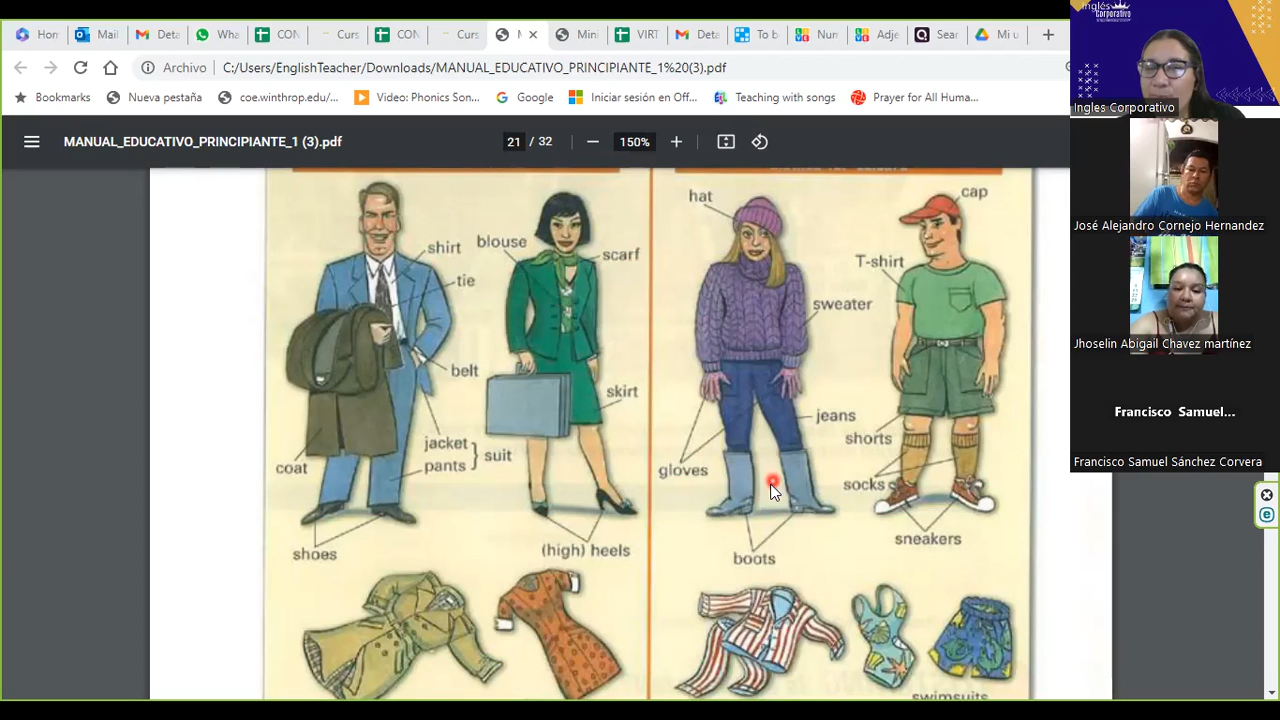 Hon
Mail
Deta
Wha
CON
Curs
CON
Curs
Mini
VIRT
Deta
To b
Nun
Adje
Sear
Mi u
Archivo
C:/Users/EnglishTeacher/Downloads/MANUAL_EDUCATIVO_PRINCIPIANTE_1%20(3).pdf
Bookmarks
Nueva pestaña
coe.winthrop.edu/...
Video: Phonics Son...
Google
Iniciar sesión en Off...
Teaching with songs
Prayer for All Huma...
MANUAL_EDUCATIVO_PRINCIPIANTE_1 (3).pdf
21 / 32
150%
shirt
tie
belt
jacket
pants
suit
coat
shoes
blouse
scarf
skirt
(high) heels
hat
sweater
jeans
gloves
boots
cap
T-shirt
shorts
socks
sneakers
swimsuits
Inglés
Corporativo
Ingles Corporativo
José Alejandro Cornejo Hernandez
Jhoselin Abigail Chavez martínez
Francisco Samuel...
Francisco Samuel Sánchez Corvera